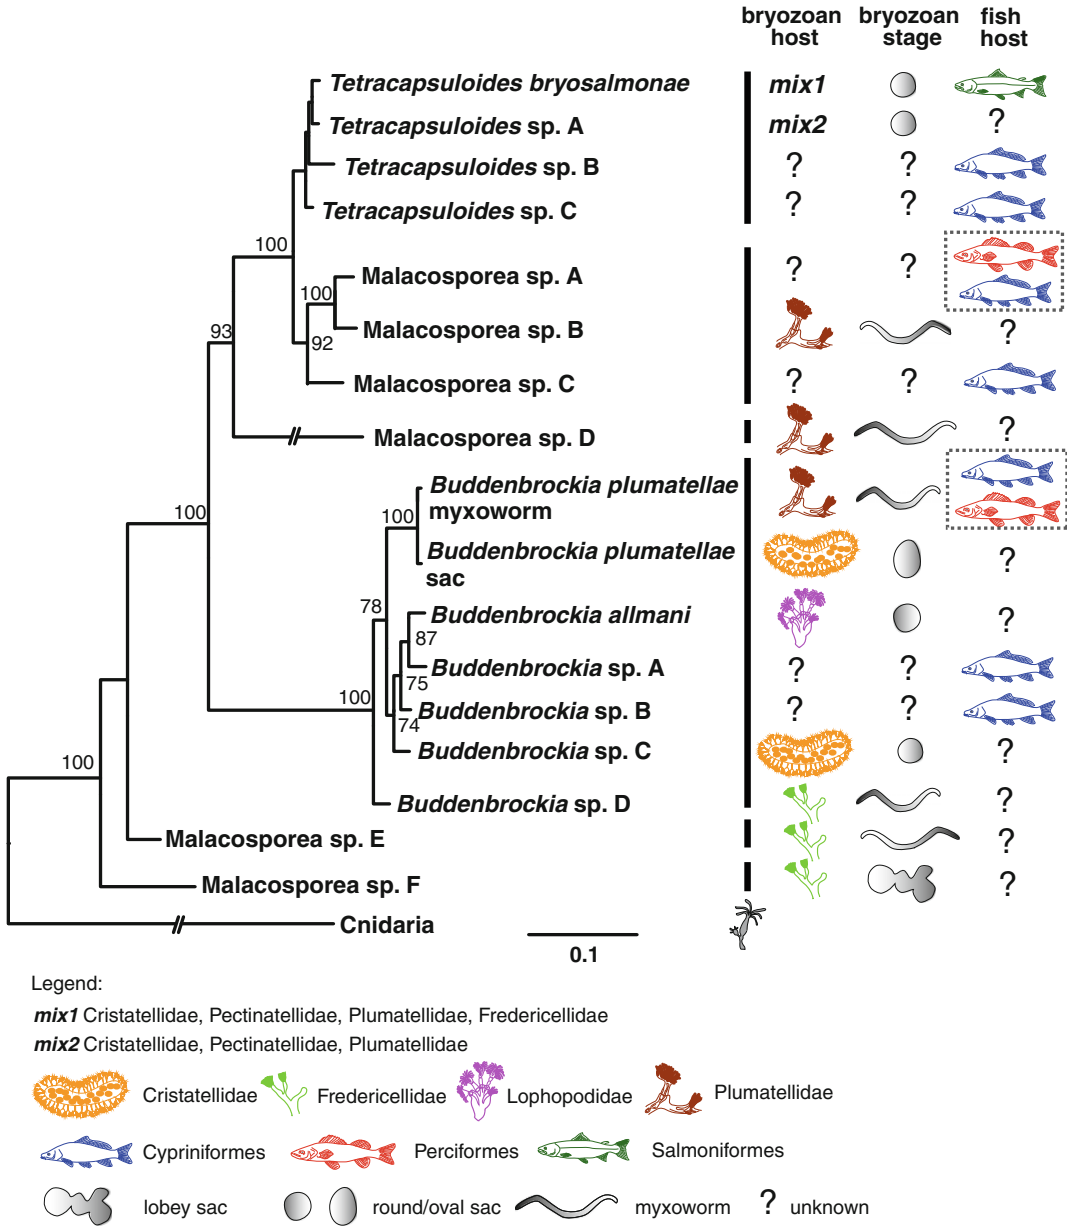 bryozoan host bryozoan stage fish host
Tetracapsuloides bryosalmonae mix1
Tetracapsuloides sp. A mix2 ?
Tetracapsuloides sp. B ? ?
Tetracapsuloides sp. C ? ?
100
Malacosporea sp. A ? ?
100
Malacosporea sp. B ?
93 92
Malacosporea sp. C ? ?
Malacosporea sp. D ?
Buddenbrockia plumatellae
myxoworm
100 100
Buddenbrockia plumatellae ?
sac
78
Buddenbrockia allmani ?
87
Buddenbrockia sp. A ? ?
75
100
Buddenbrockia sp. B ? ?
74
Buddenbrockia sp. C ?
100
Buddenbrockia sp. D ?
Malacosporea sp. E ?
Malacosporea sp. F ?
Cnidaria
0.1
Legend:
mix1 Cristatellidae, Pectinatellidae, Plumatellidae, Fredericellidae
mix2 Cristatellidae, Pectinatellidae, Plumatellidae
Cristatellidae Fredericellidae Lophopodidae Plumatellidae
Cypriniformes Perciformes Salmoniformes
lobey sac round/oval sac myxoworm ? unknown